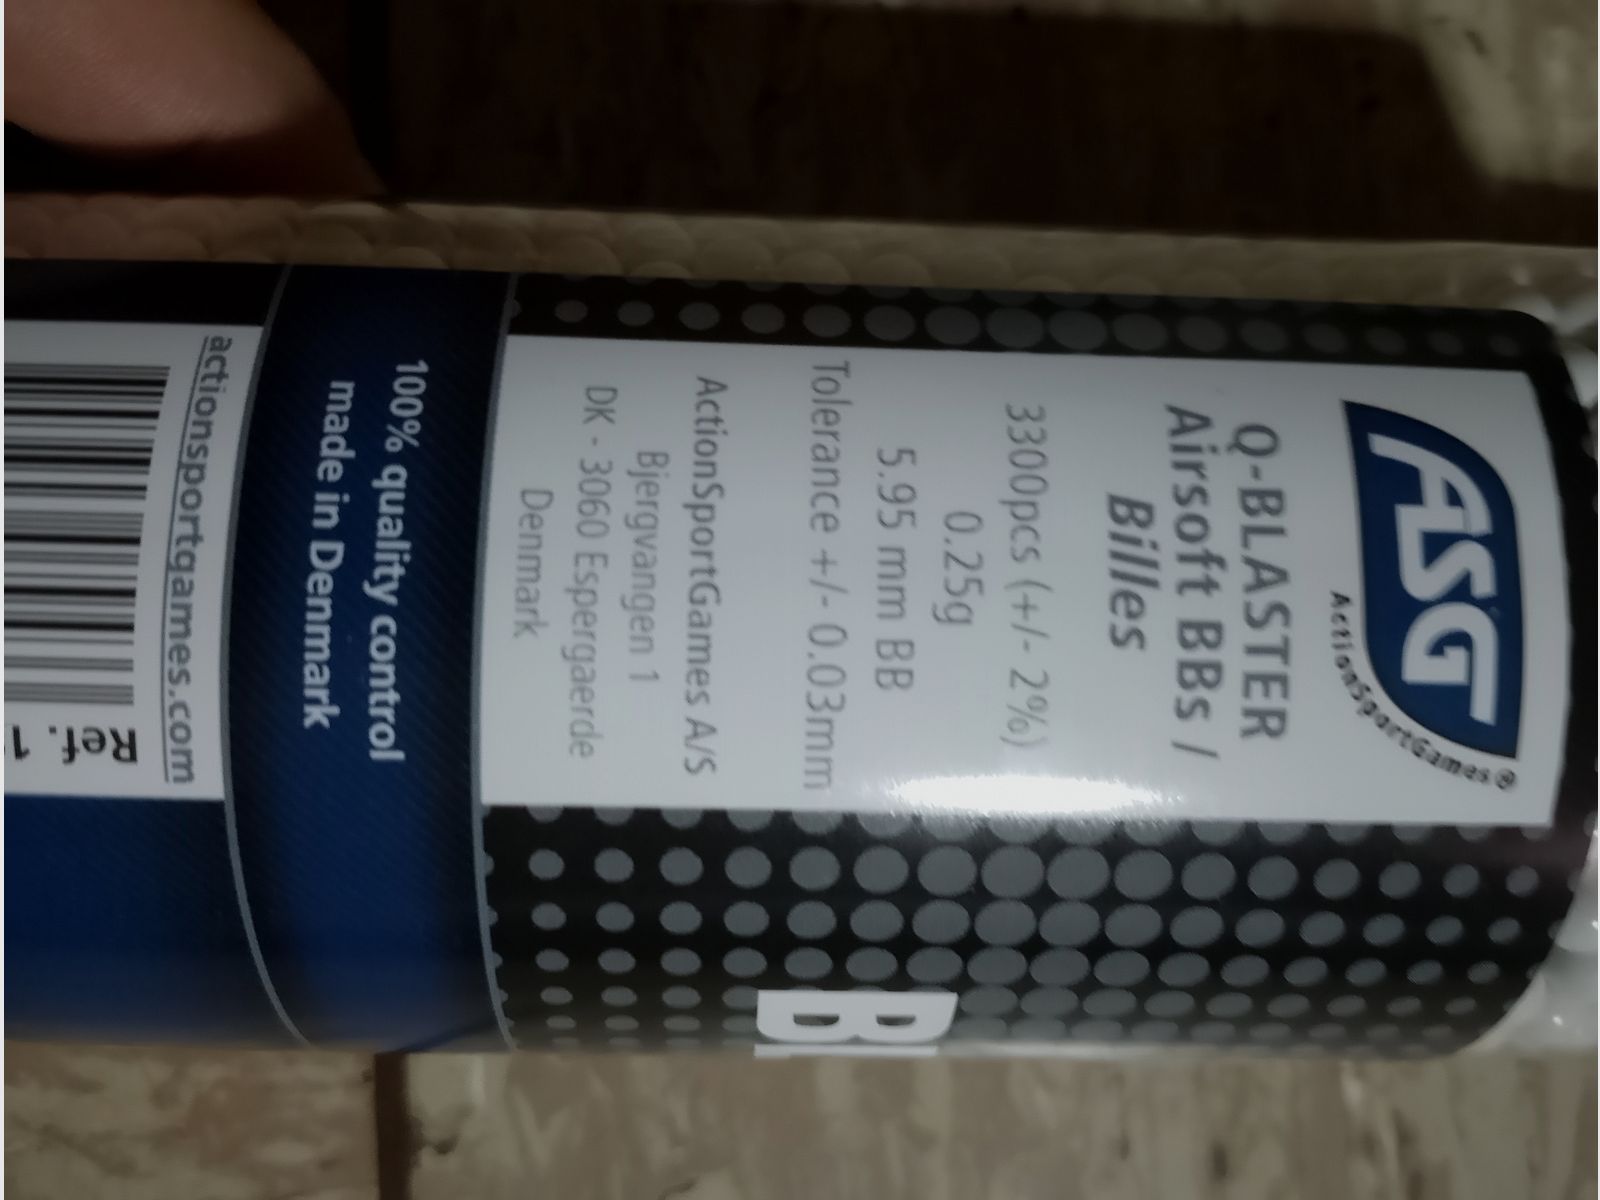 ASG
ActionSportGames®
Q-BLASTER
Airsoft BBs /
Billes
3300pcs (+/- 2%)
0.25g
5.95 mm BB
Tolerance +/- 0.03mm
ActionSportGames A/S
Bjergvangen 1
DK - 3060 Espergaerde
Denmark
100% quality control
made in Denmark
actionsportgames.com
Ref. 1